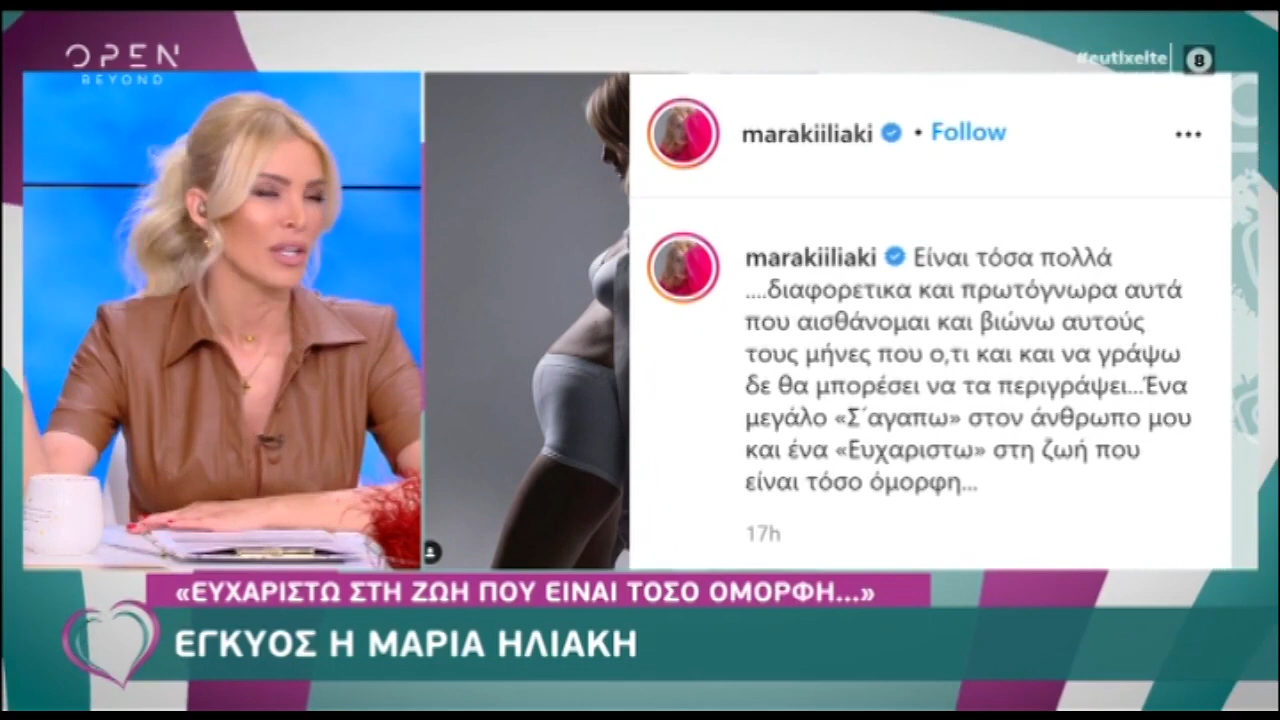 OPEN
BEYOND
#eutixeite
8
marakiiliaki • Follow
marakiiliaki Είναι τόσα πολλά
....διαφορετικα και πρωτόγνωρα αυτά
που αισθάνομαι και βιώνω αυτούς
τους μήνες που ο,τι και και να γράψω
δε θα μπορέσει να τα περιγράψει...Ένα
μεγάλο «Σ΄αγαπω» στον άνθρωπο μου
και ένα «Ευχαριστω» στη ζωή που
είναι τόσο όμορφη...
17h
«ΕΥΧΑΡΙΣΤΩ ΣΤΗ ΖΩΗ ΠΟΥ ΕΙΝΑΙ ΤΟΣΟ ΟΜΟΡΦΗ...»
ΕΓΚΥΟΣ Η ΜΑΡΙΑ ΗΛΙΑΚΗ